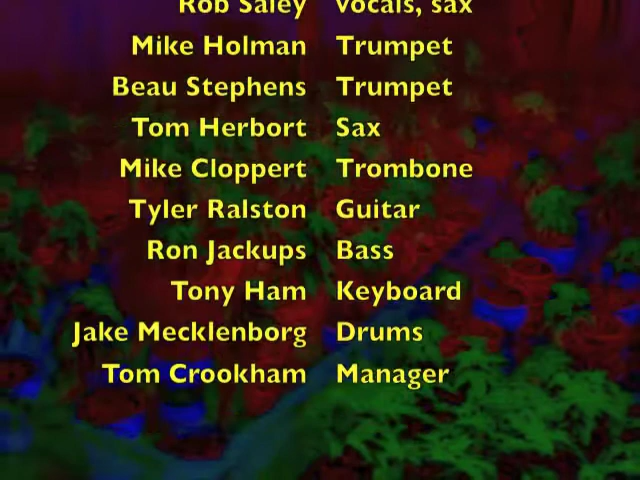 Rob Saley vocals, sax
Mike Holman Trumpet
Beau Stephens Trumpet
Tom Herbort Sax
Mike Cloppert Trombone
Tyler Ralston Guitar
Ron Jackups Bass
Tony Ham Keyboard
Jake Mecklenborg Drums
Tom Crookham Manager